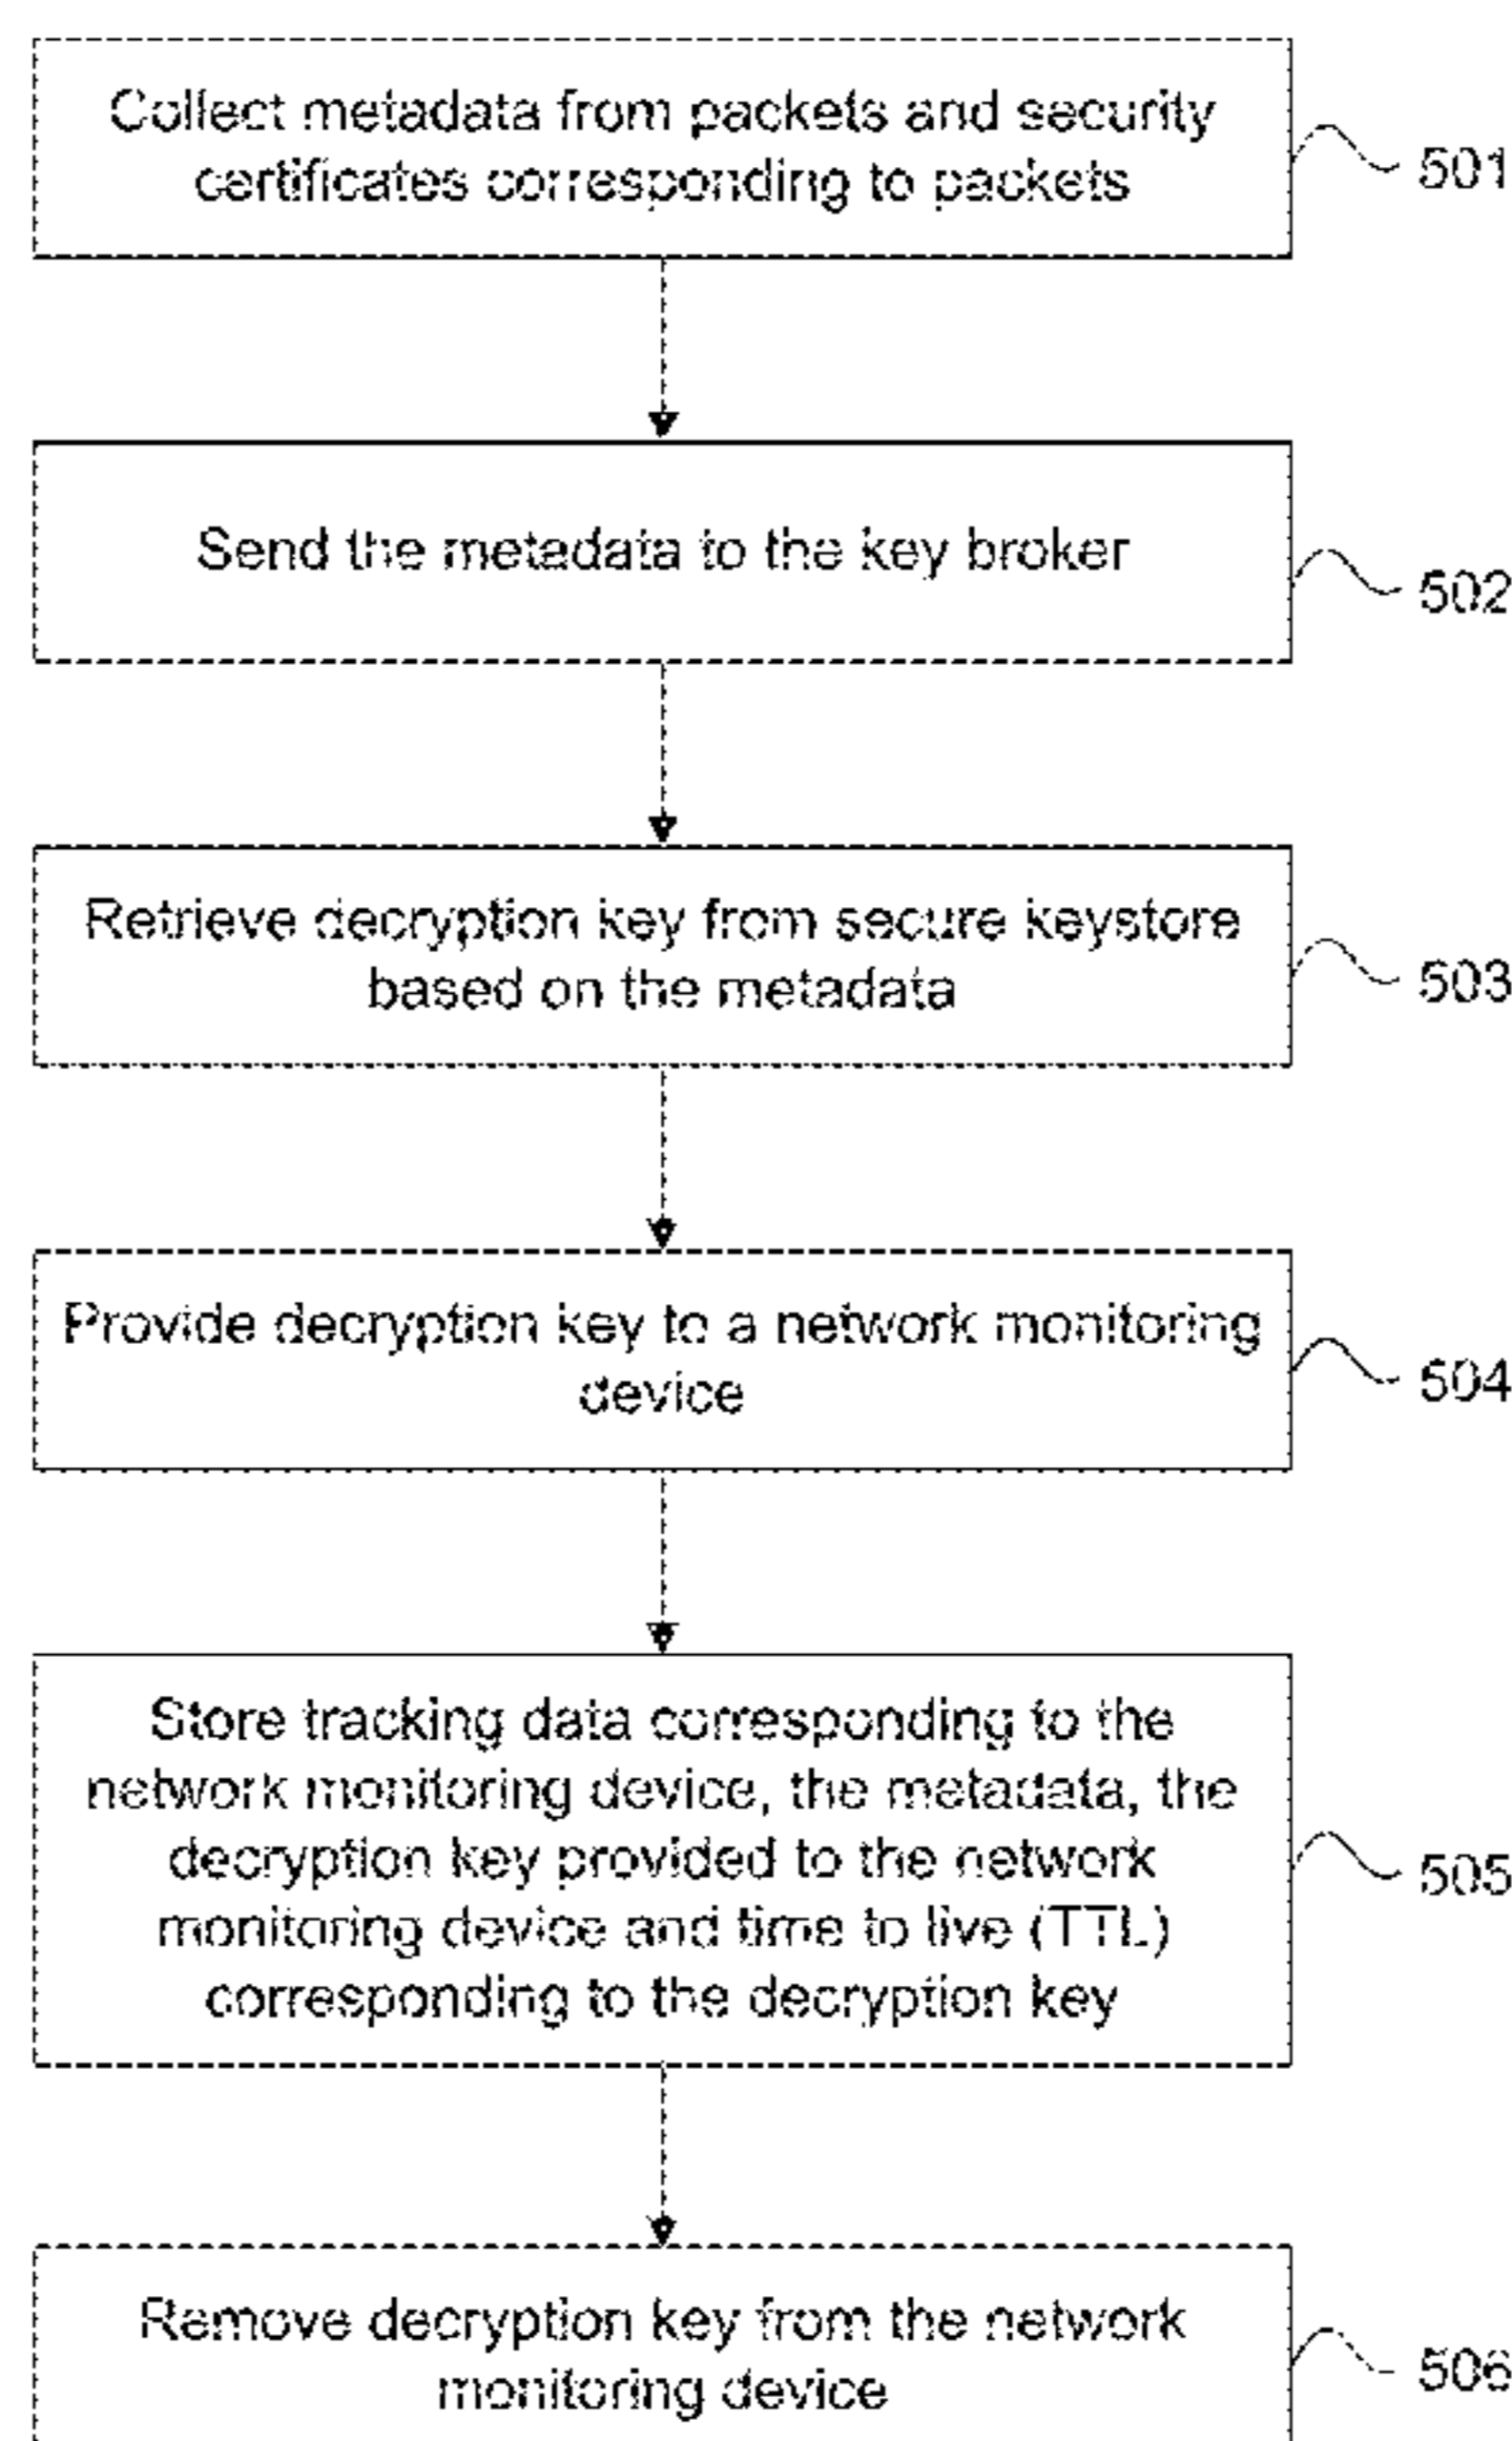 Collect metadata from packets and security
certificates corresponding to packets
501
Send the metadata to the key broker
502
Retrieve decryption key from secure keystore
based on the metadata
503
Provide decryption key to a network monitoring
device
504
Store tracking data corresponding to the
network monitoring device, the metadata, the
decryption key provided to the network
monitoring device and time to live (TTL)
corresponding to the decryption key
505
Remove decryption key from the network
monitoring device
506